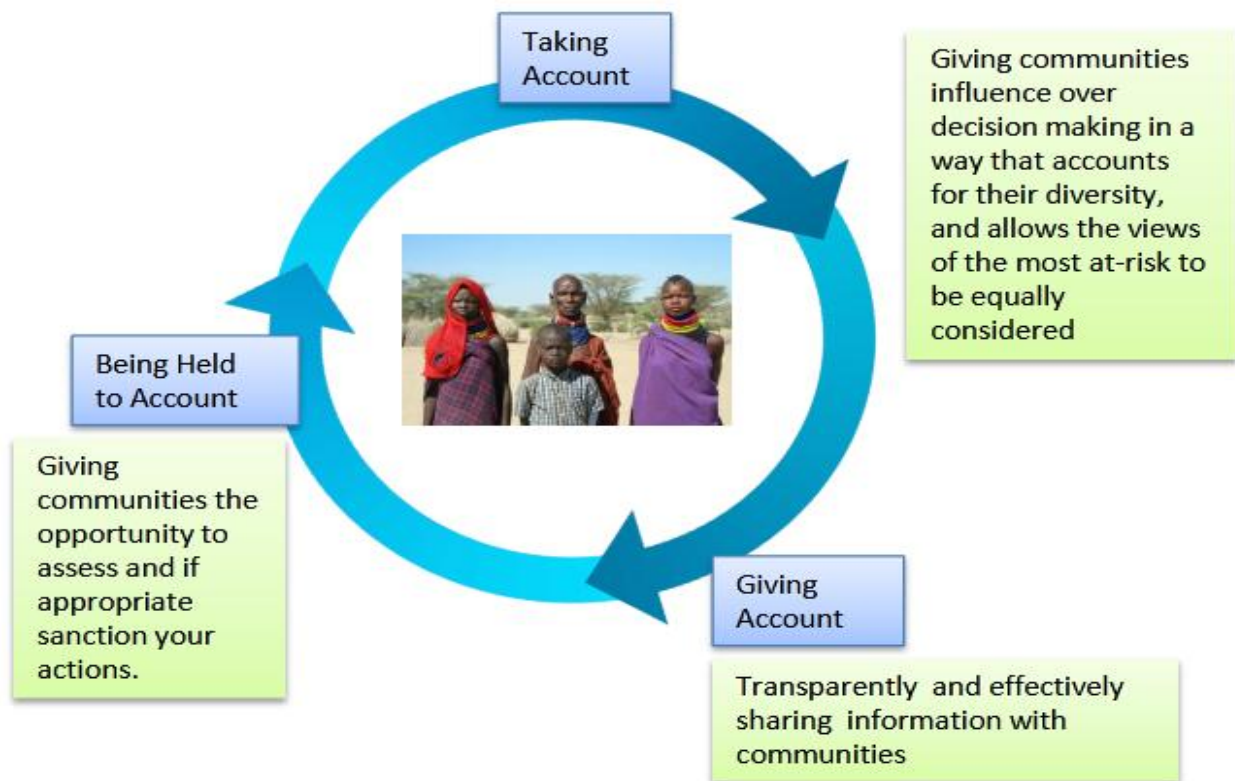 Taking
Account
Giving communities
influence over
decision making in a
way that accounts
for their diversity,
and allows the views
of the most at-risk to
be equally
considered
Being Held
to Account
Giving
communities the
opportunity to
assess and if
appropriate
sanction your
actions.
Giving
Account
Transparently and effectively
sharing information with
communities